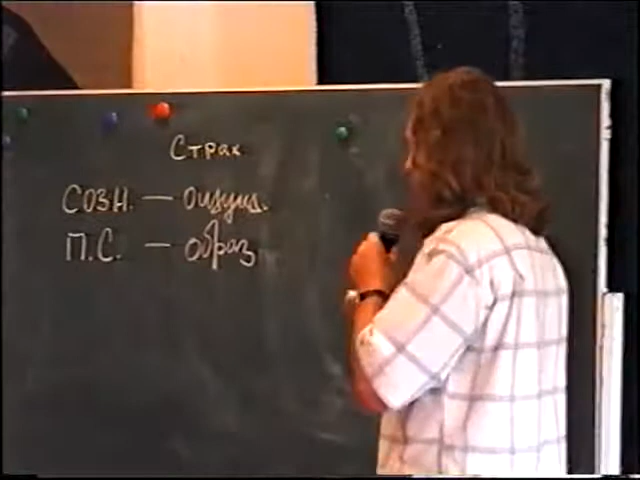 Страх
СОЗН. — ощущ.
П.С. — образ